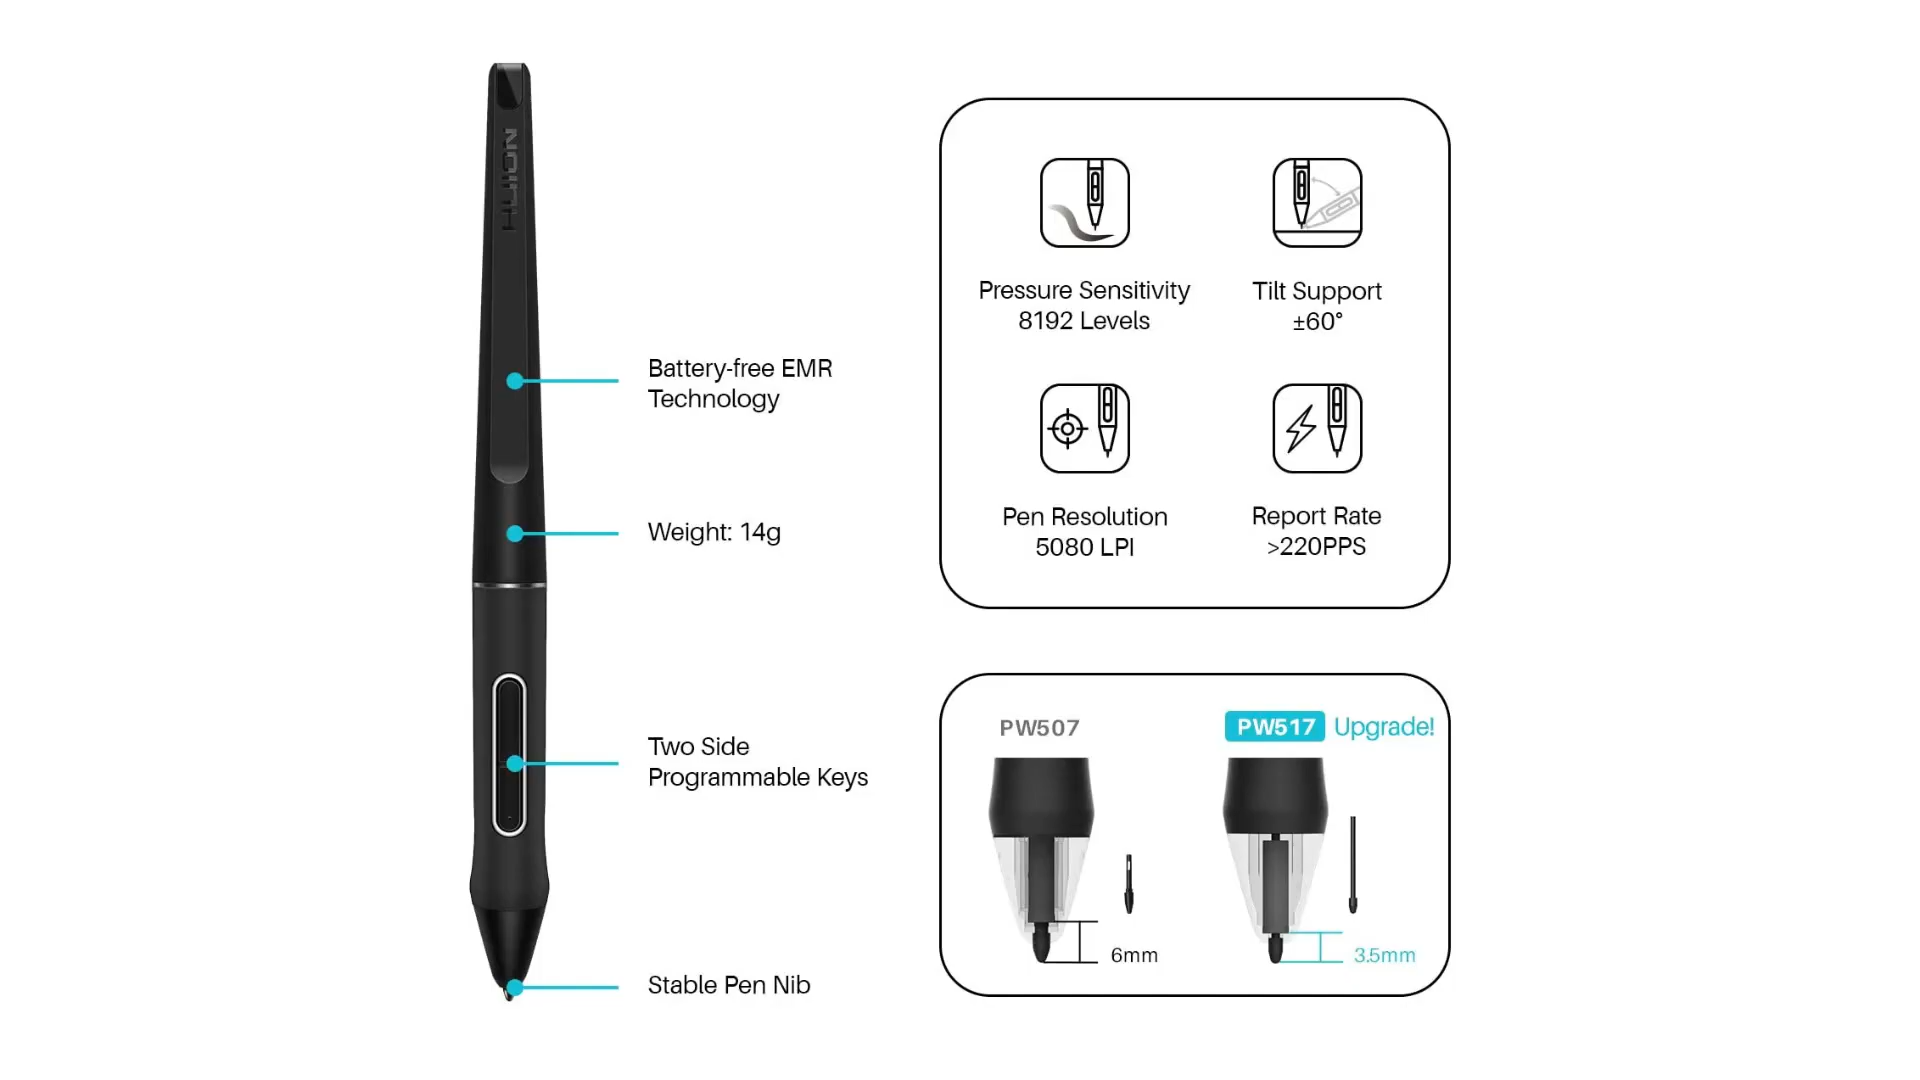 HUION
Battery-free EMR
Technology
Weight: 14g
Two Side
Programmable Keys
Stable Pen Nib
Pressure Sensitivity
8192 Levels
Tilt Support
±60°
Pen Resolution
5080 LPI
Report Rate
>220PPS
PW507
PW517 Upgrade!
6mm
3.5mm